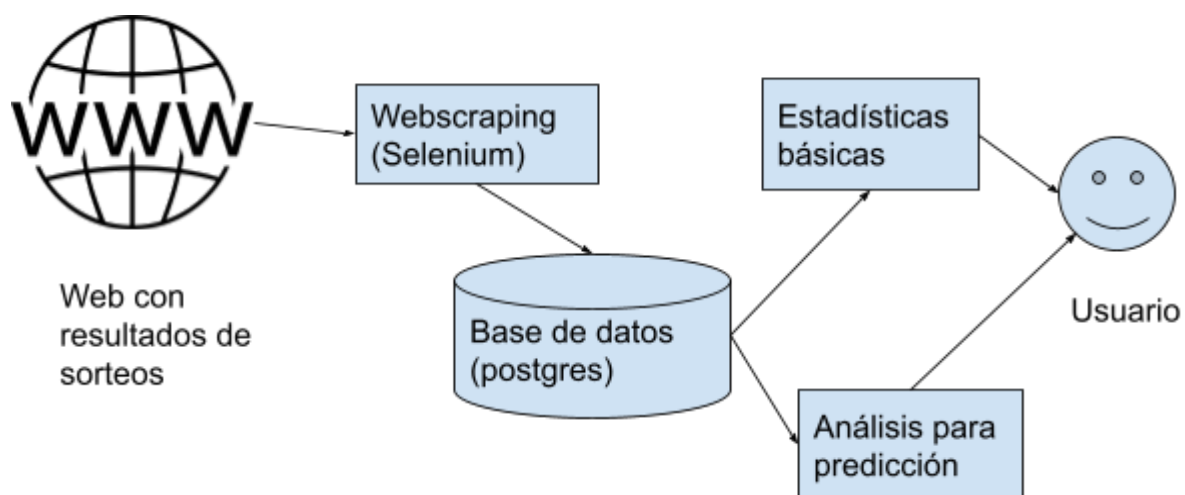 WWW
Web con
resultados de
sorteos
Webscraping
(Selenium)
Base de datos
(postgres)
Estadísticas
básicas
Análisis para
predicción
Usuario